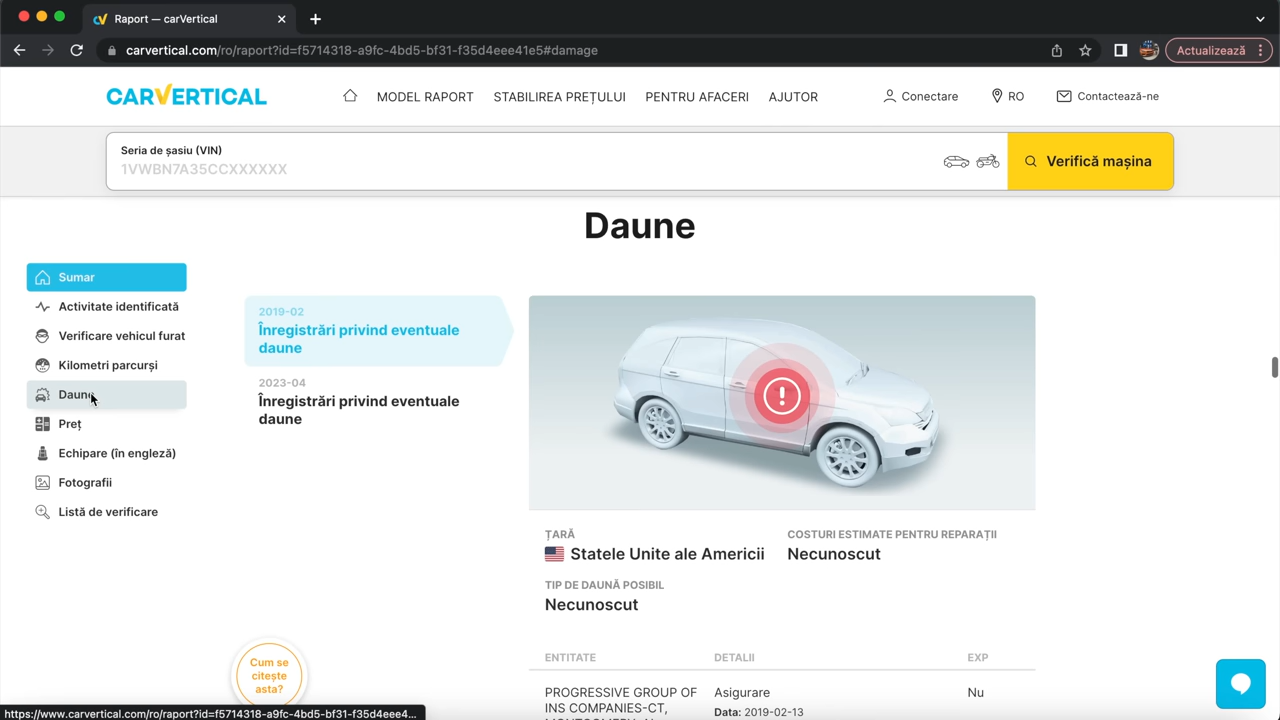 Raport — carVertical
carvertical.com/ro/raport?id=f5714318-a9fc-4bd5-bf31-f35d4eee41e5#damage
Actualizează
CARVERTICAL
MODEL RAPORT
STABILIREA PREȚULUI
PENTRU AFACERI
AJUTOR
Conectare
RO
Contactează-ne
Seria de șasiu (VIN)
1VWBN7A35CCXXXXXX
Verifică mașina
Daune
Sumar
Activitate identificată
Verificare vehicul furat
Kilometri parcurși
Daune
Preț
Echipare (în engleză)
Fotografii
Listă de verificare
2019-02
Înregistrări privind eventuale
daune
2023-04
Înregistrări privind eventuale
daune
ȚARĂ
Statele Unite ale Americii
COSTURI ESTIMATE PENTRU REPARAȚII
Necunoscut
TIP DE DAUNĂ POSIBIL
Necunoscut
ENTITATE DETALII EXP
PROGRESSIVE GROUP OF Asigurare Nu
INS COMPANIES-CT, Data: 2019-02-13
Cum se
citește
asta?
https://www.carvertical.com/ro/raport?id=f5714318-a9fc-4bd5-bf31-f35d4eee4...